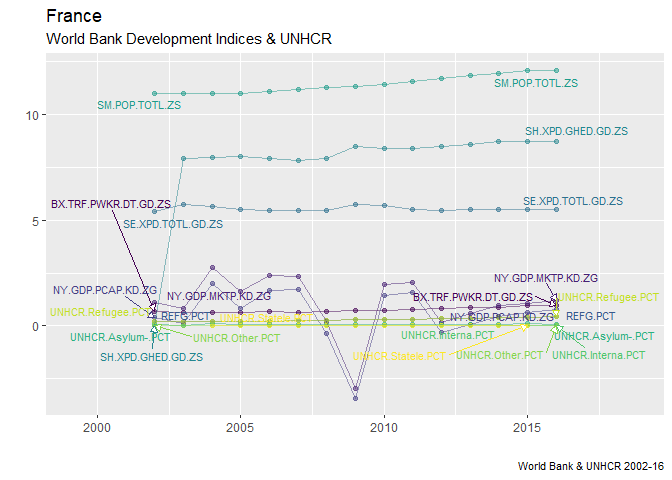 France
World Bank Development Indices & UNHCR
10
5
0
SM.POP.TOTL.ZS
SM.POP.TOTL.ZS
SH.XPD.GHED.GD.ZS
BX.TRF.PWKR.DT.GD.ZS
SE.XPD.TOTL.GD.ZS
SE.XPD.TOTL.GD.ZS
NY.GDP.PCAP.KD.ZG
NY.GDP.MKTP.KD.ZG
NY.GDP.MKTP.KD.ZG
BX.TRF.PWKR.DT.GD.ZS
UNHCR.Refugee.PCT
UNHCR.Refugee.PCT
REFG.PCT
UNHCR.Statele.PCT
NY.GDP.PCAP.KD.ZG
REFG.PCT
UNHCR.Asylum-.PCT
UNHCR.Other.PCT
UNHCR.Interna.PCT
UNHCR.Asylum-.PCT
SH.XPD.GHED.GD.ZS
UNHCR.Statele.PCT
UNHCR.Other.PCT
UNHCR.Interna.PCT
2000
2005
2010
2015
World Bank & UNHCR 2002-16